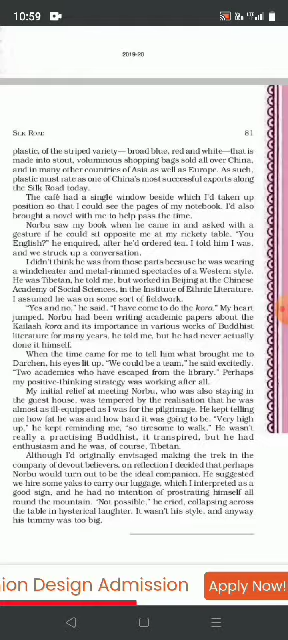 10:59
2019-20
SILK ROAD 81
plastic, of the striped variety— broad blue, red and white—that is
made into stout, voluminous shopping bags sold all over China,
and in many other countries of Asia as well as Europe. As such,
plastic must rate as one of China's most successful exports along
the Silk Road today.
The café had a single window beside which I'd taken up
position so that I could see the pages of my notebook. I'd also
brought a novel with me to help pass the time.
Norbu saw my book when he came in and asked with a
gesture if he could sit opposite me at my rickety table. "You
English?" he enquired, after he'd ordered tea. I told him I was,
and we struck up a conversation.
I didn't think he was from those parts because he was wearing
a windcheater and metal-rimmed spectacles of a Western style.
He was Tibetan, he told me, but worked in Beijing at the Chinese
Academy of Social Sciences, in the Institute of Ethnic Literature.
I assumed he was on some sort of fieldwork.
"Yes and no," he said. "I have come to do the kora." My heart
jumped. Norbu had been writing academic papers about the
Kailash kora and its importance in various works of Buddhist
literature for many years, he told me, but he had never actually
done it himself.
When the time came for me to tell him what brought me to
Darchen, his eyes lit up. "We could be a team," he said excitedly.
"Two academics who have escaped from the library." Perhaps
my positive-thinking strategy was working after all.
My initial relief at meeting Norbu, who was also staying in
the guest house, was tempered by the realisation that he was
almost as ill-equipped as I was for the pilgrimage. He kept telling
me how fat he was and how hard it was going to be. "Very high
up," he kept reminding me, "so tiresome to walk." He wasn't
really a practising Buddhist, it transpired, but he had
enthusiasm and he was, of course, Tibetan.
Although I'd originally envisaged making the trek in the
company of devout believers, on reflection I decided that perhaps
Norbu would turn out to be the ideal companion. He suggested
we hire some yaks to carry our luggage, which I interpreted as a
good sign, and he had no intention of prostrating himself all
round the mountain. "Not possible," he cried, collapsing across
the table in hysterical laughter. It wasn't his style, and anyway
his tummy was too big.
ion Design Admission Apply Now!